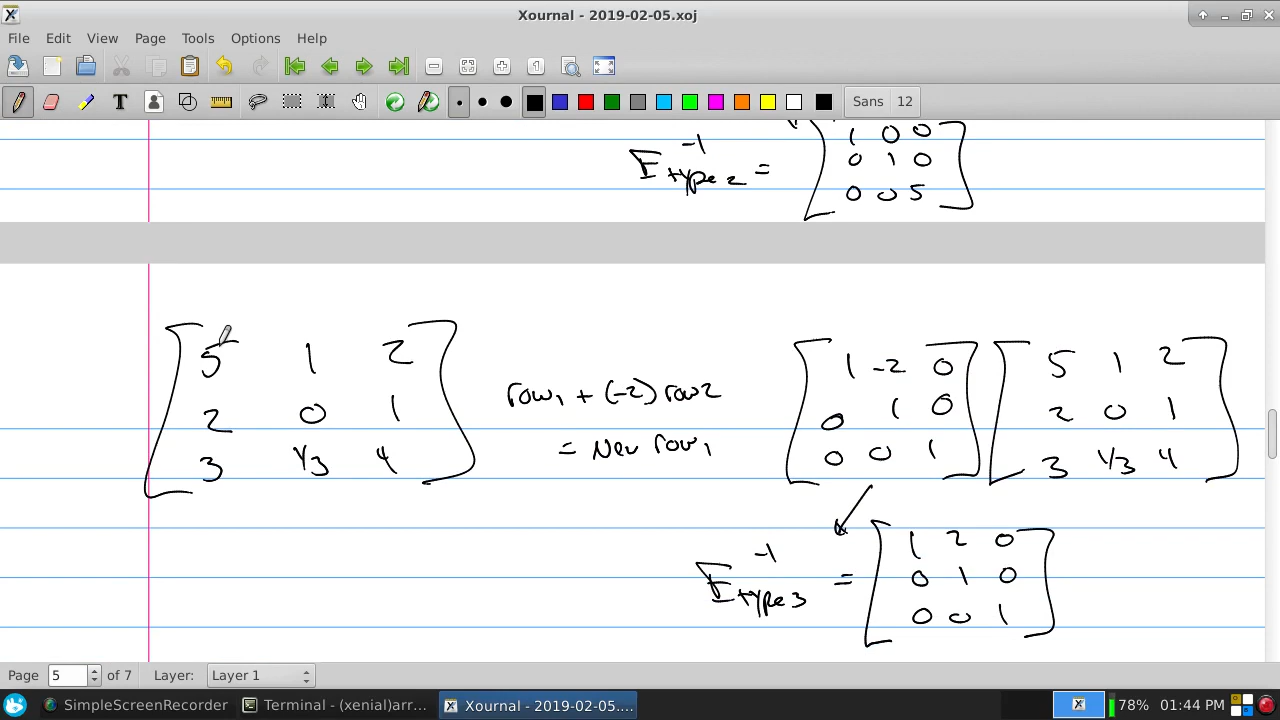 Xournal - 2019-02-05.xoj
File Edit View Page Tools Options Help
Sans 12
E type 2 -1 =
1 0 0
0 1 0
0 0 5
5 1 2
2 0 1
3 1/3 4
row1 + (-2) row2
= New row1
1 -2 0
0 1 0
0 0 1
5 1 2
2 0 1
3 1/3 4
E type 3 -1 =
1 2 0
0 1 0
0 0 1
Page 5 of 7 Layer: Layer 1
SimpleScreenRecorder Terminal - (xenial)arr... Xournal - 2019-02-05.... 78% 01:44 PM